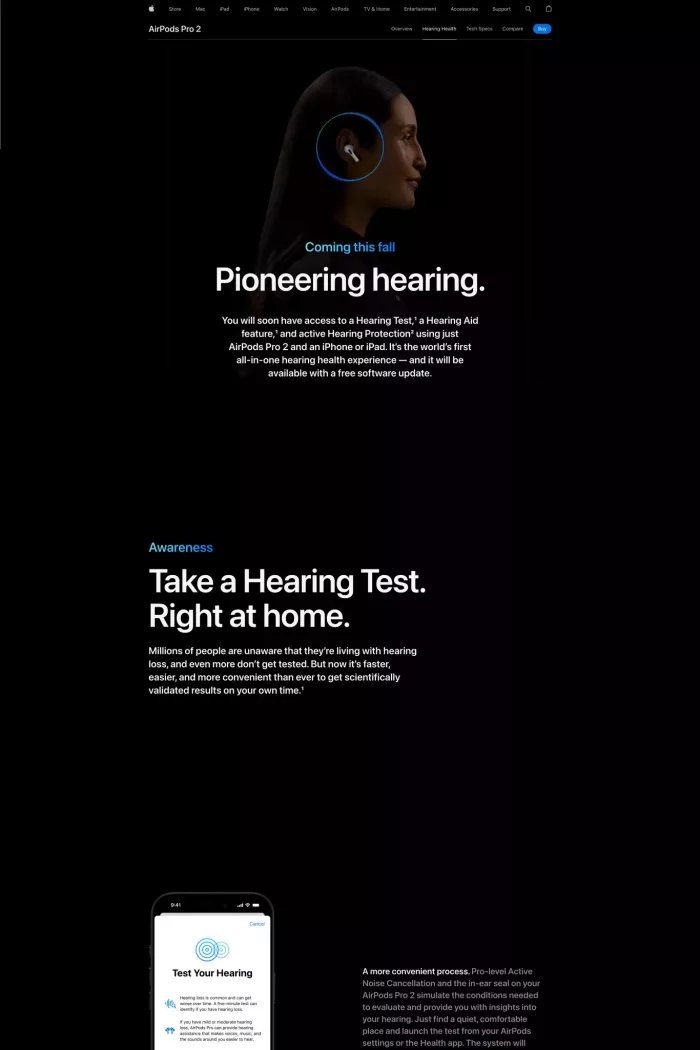 Store Mac iPad iPhone Watch Vision AirPods TV & Home Entertainment Accessories Support
AirPods Pro 2
Overview Hearing Health Tech Specs Compare Buy
Coming this fall
Pioneering hearing.
You will soon have access to a Hearing Test,¹ a Hearing Aid
feature,¹ and active Hearing Protection² using just
AirPods Pro 2 and an iPhone or iPad. It’s the world’s first
all-in-one hearing health experience — and it will be
available with a free software update.
Awareness
Take a Hearing Test.
Right at home.
Millions of people are unaware that they’re living with hearing
loss, and even more don’t get tested. But now it’s faster,
easier, and more convenient than ever to get scientifically
validated results on your own time.¹
9:41
Cancel
Test Your Hearing
Hearing loss is common and can get
worse over time. A five-minute test can
identify if you have hearing loss.
If you have mild or moderate hearing
loss, AirPods Pro can provide hearing
assistance that makes voices, music, and
the sounds around you easier to hear.
A more convenient process. Pro-level Active
Noise Cancellation and the in-ear seal on your
AirPods Pro 2 simulate the conditions needed
to evaluate and provide you with insights into
your hearing. Just find a quiet, comfortable
place and launch the test from your AirPods
settings or the Health app. The system will